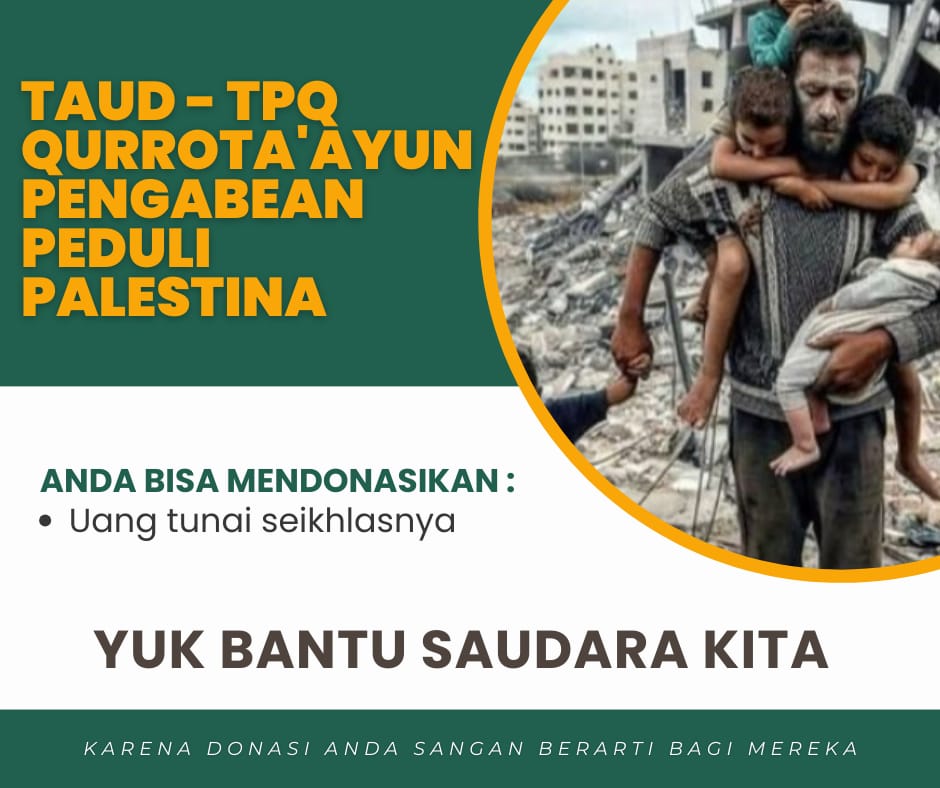 TAUD - TPQ
QURROTA'AYUN
PENGABEAN
PEDULI
PALESTINA
ANDA BISA MENDONASIKAN :
• Uang tunai seikhlasnya
YUK BANTU SAUDARA KITA
KARENA DONASI ANDA SANGAN BERARTI BAGI MEREKA